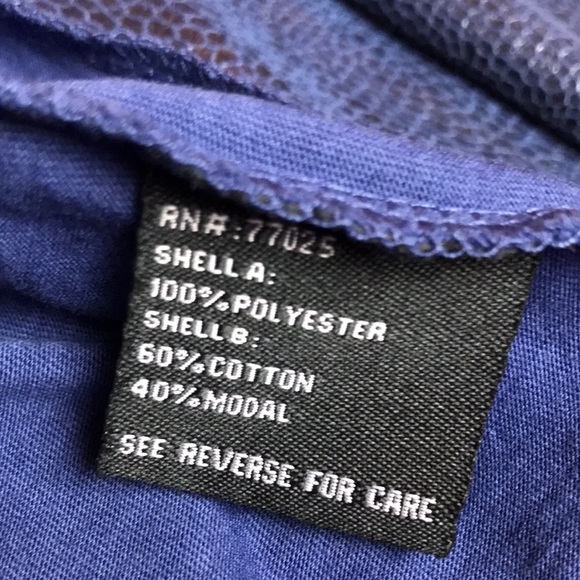 RN#:77025
SHELL A:
100% POLYESTER
SHELL B:
60% COTTON
40% MODAL
SEE REVERSE FOR CARE